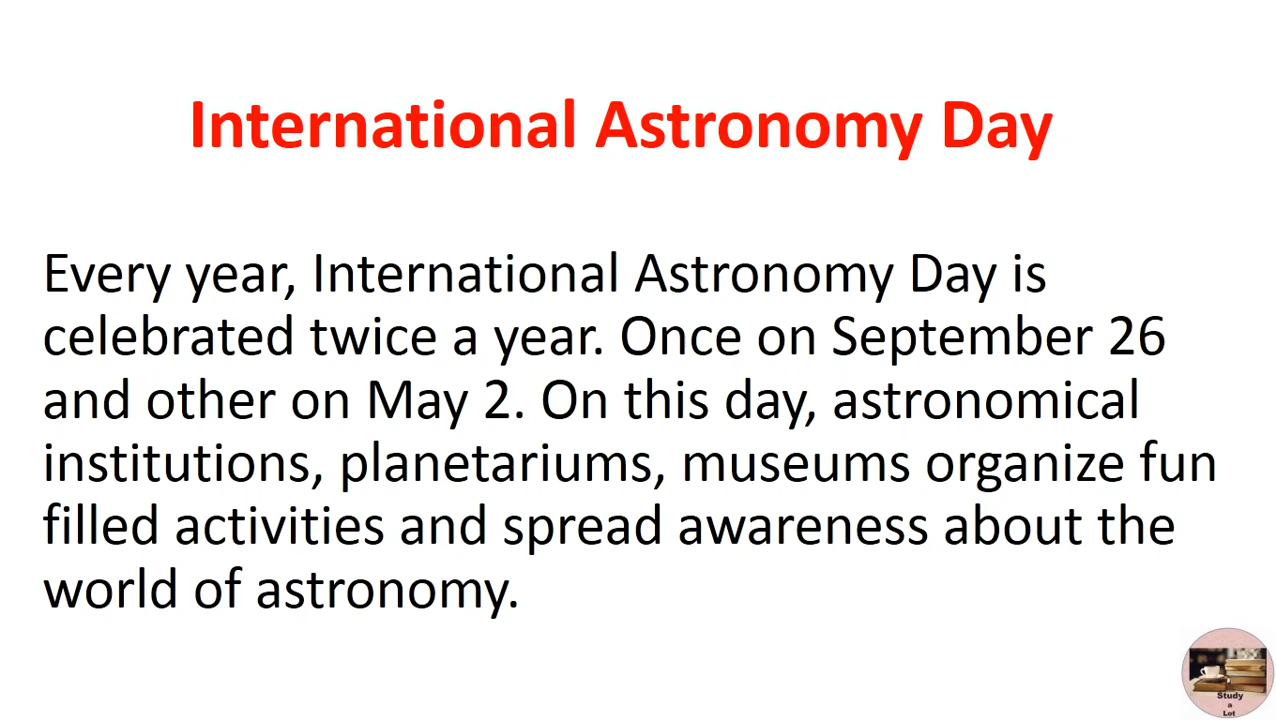 International Astronomy Day
Every year, International Astronomy Day is
celebrated twice a year. Once on September 26
and other on May 2. On this day, astronomical
institutions, planetariums, museums organize fun
filled activities and spread awareness about the
world of astronomy.
Study
a
Lot